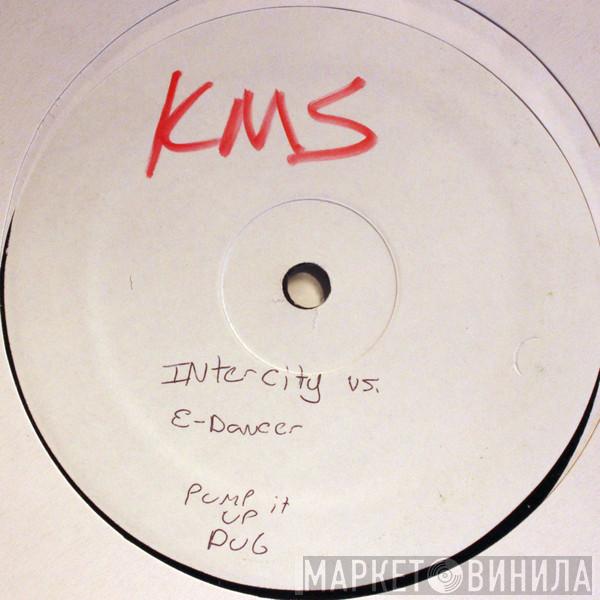 KMS
INtercity vs.
E-Dancer
PUMP it
UP
DUB
МАРКЕТ ВИНИЛА